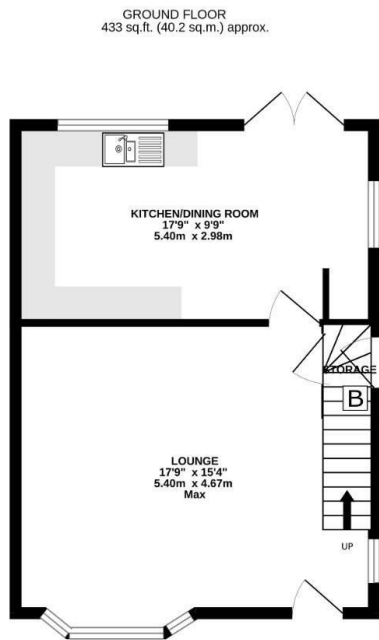 GROUND FLOOR
433 sq.ft. (40.2 sq.m.) approx.
KITCHEN/DINING ROOM
17'9" x 9'9"
5.40m x 2.98m
STORAGE
B
LOUNGE
17'9" x 15'4"
5.40m x 4.67m
Max
UP